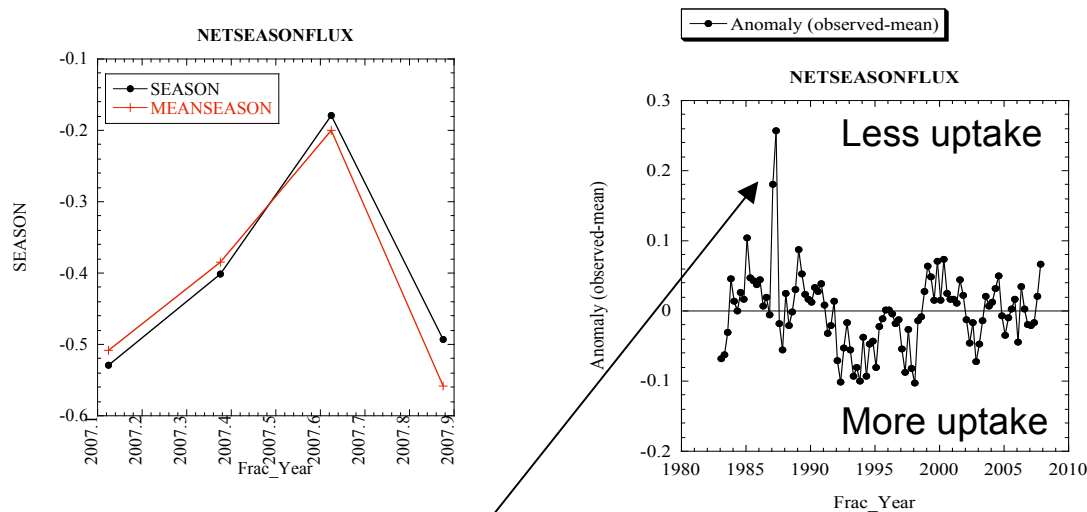 NETSEASONFLUX
-0.1
SEASON
MEANSEASON
-0.2
-0.3
SEASON
-0.4
-0.5
-0.6
2007.1
2007.2
2007.3
2007.4
2007.5
2007.6
2007.7
2007.8
2007.9
Frac_Year
Anomaly (observed-mean)
NETSEASONFLUX
0.3
Less uptake
0.2
0.1
Anomaly (observed-mean)
0
-0.1
More uptake
-0.2
1980 1985 1990 1995 2000 2005 2010
Frac_Year